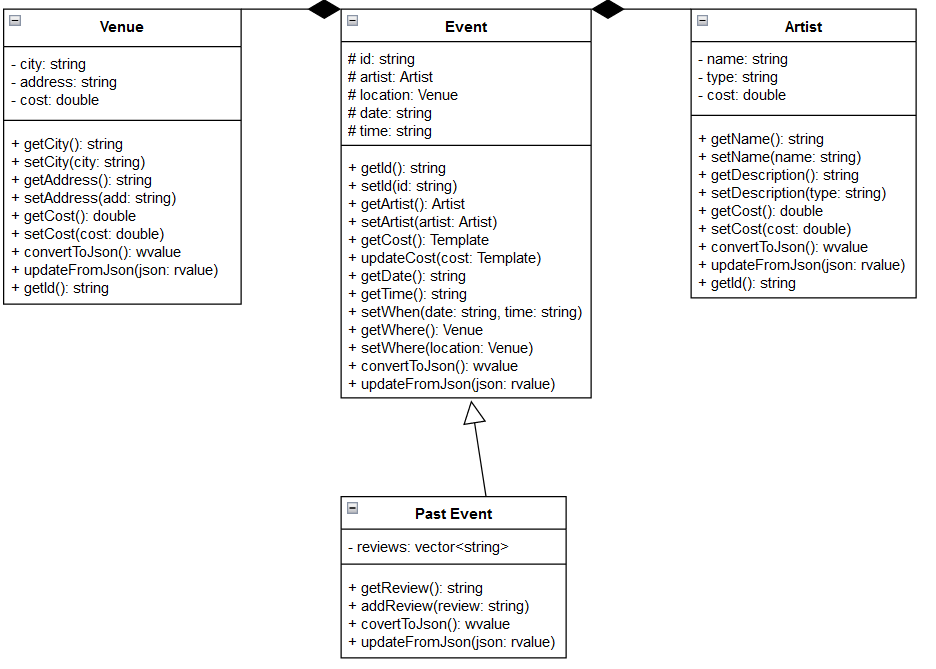 Venue
- city: string
- address: string
- cost: double
+ getCity(): string
+ setCity(city: string)
+ getAddress(): string
+ setAddress(add: string)
+ getCost(): double
+ setCost(cost: double)
+ convertToJson(): wvalue
+ updateFromJson(json: rvalue)
+ getId(): string
Event
# id: string
# artist: Artist
# location: Venue
# date: string
# time: string
+ getId(): string
+ setId(id: string)
+ getArtist(): Artist
+ setArtist(artist: Artist)
+ getCost(): Template
+ updateCost(cost: Template)
+ getDate(): string
+ getTime(): string
+ setWhen(date: string, time: string)
+ getWhere(): Venue
+ setWhere(location: Venue)
+ convertToJson(): wvalue
+ updateFromJson(json: rvalue)
Artist
- name: string
- type: string
- cost: double
+ getName(): string
+ setName(name: string)
+ getDescription(): string
+ setDescription(type: string)
+ getCost(): double
+ setCost(cost: double)
+ convertToJson(): wvalue
+ updateFromJson(json: rvalue)
+ getId(): string
Past Event
- reviews: vector<string>
+ getReview(): string
+ addReview(review: string)
+ covertToJson(): wvalue
+ updateFromJson(json: rvalue)